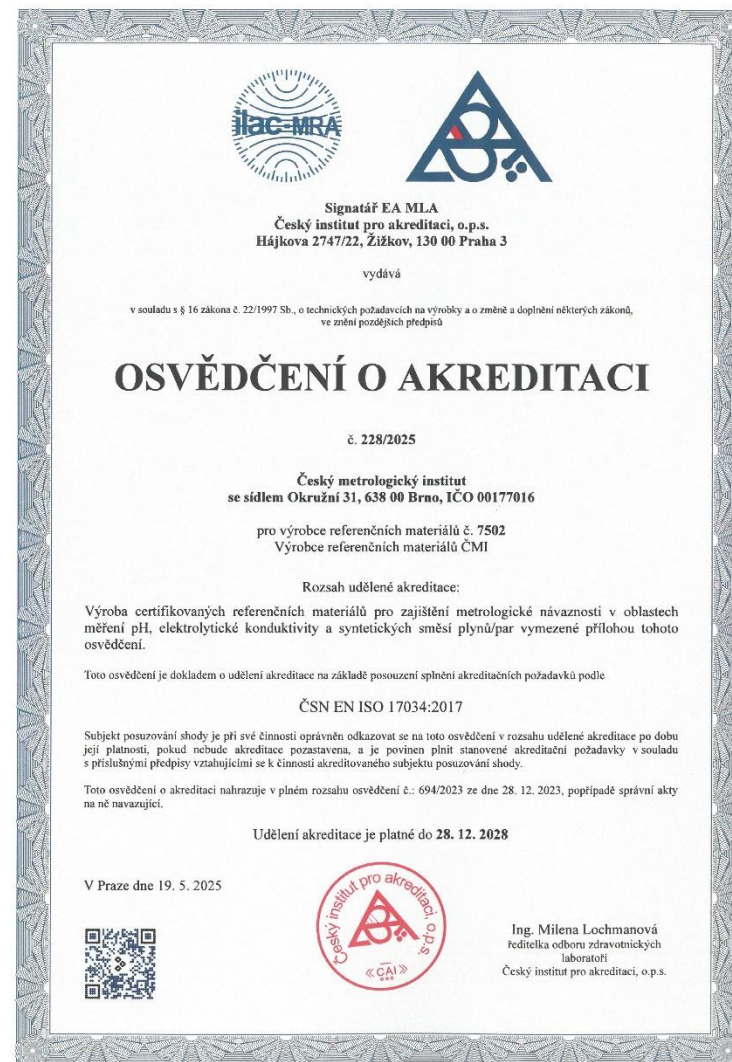 ilac-MRA
Signatář EA MLA
Český institut pro akreditaci, o.p.s.
Hájkova 2747/22, Žižkov, 130 00 Praha 3
vydává
v souladu s § 16 zákona č. 22/1997 Sb., o technických požadavcích na výrobky a o změně a doplnění některých zákonů,
ve znění pozdějších předpisů
OSVĚDČENÍ O AKREDITACI
č. 228/2025
Český metrologický institut
se sídlem Okružní 31, 638 00 Brno, IČO 00177016
pro výrobce referenčních materiálů č. 7502
Výrobce referenčních materiálů ČMI
Rozsah udělené akreditace:
Výroba certifikovaných referenčních materiálů pro zajištění metrologické návaznosti v oblastech
měření pH, elektrolytické konduktivity a syntetických směsí plynů/par vymezené přílohou tohoto
osvědčení.
Toto osvědčení je dokladem o udělení akreditace na základě posouzení splnění akreditačních požadavků podle
ČSN EN ISO 17034:2017
Subjekt posuzování shody je při své činnosti oprávněn odkazovat se na toto osvědčení v rozsahu udělené akreditace po dobu
její platnosti, pokud nebude akreditace pozastavena, a je povinen plnit stanovené akreditační požadavky v souladu
s příslušnými předpisy vztahujícími se k činnosti akreditovaného subjektu posuzování shody.
Toto osvědčení o akreditaci nahrazuje v plném rozsahu osvědčení č.: 694/2023 ze dne 28. 12. 2023, popřípadě správní akty
na ně navazující.
Udělení akreditace je platné do 28. 12. 2028
V Praze dne 19. 5. 2025
Český institut pro akreditaci, o.p.s.
«CAI»
Ing. Milena Lochmanová
ředitelka odboru zdravotnických
laboratoří
Český institut pro akreditaci, o.p.s.